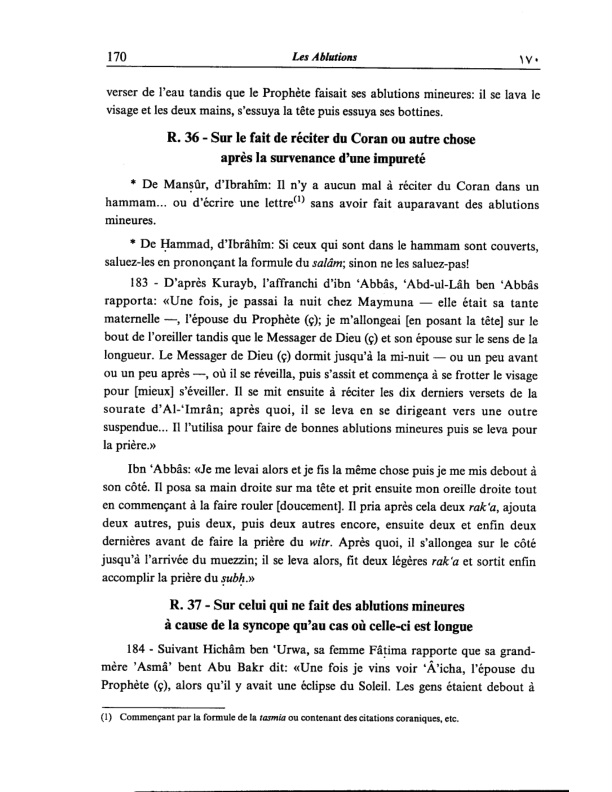 170 Les Ablutions ١٧٠
verser de l'eau tandis que le Prophète faisait ses ablutions mineures: il se lava le
visage et les deux mains, s'essuya la tête puis essuya ses bottines.
R. 36 - Sur le fait de réciter du Coran ou autre chose
après la survenance d'une impureté
* De Manṣûr, d'Ibrahîm: Il n'y a aucun mal à réciter du Coran dans un
hammam... ou d'écrire une lettre(1) sans avoir fait auparavant des ablutions
mineures.
* De Ḥammad, d'Ibrâhîm: Si ceux qui sont dans le hammam sont couverts,
saluez-les en prononçant la formule du salâm; sinon ne les saluez-pas!
183 - D'après Kurayb, l'affranchi d'ibn ‘Abbâs, ‘Abd-ul-Lâh ben ‘Abbâs
rapporta: «Une fois, je passai la nuit chez Maymuna — elle était sa tante
maternelle —, l'épouse du Prophète (ç); je m'allongeai [en posant la tête] sur le
bout de l'oreiller tandis que le Messager de Dieu (ç) et son épouse sur le sens de la
longueur. Le Messager de Dieu (ç) dormit jusqu'à la mi-nuit — ou un peu avant
ou un peu après —, où il se réveilla, puis s'assit et commença à se frotter le visage
pour [mieux] s'éveiller. Il se mit ensuite à réciter les dix derniers versets de la
sourate d'Al-‘Imrân; après quoi, il se leva en se dirigeant vers une outre
suspendue... Il l'utilisa pour faire de bonnes ablutions mineures puis se leva pour
la prière.»
Ibn ‘Abbâs: «Je me levai alors et je fis la même chose puis je me mis debout à
son côté. Il posa sa main droite sur ma tête et prit ensuite mon oreille droite tout
en commençant à la faire rouler [doucement]. Il pria après cela deux rak‘a, ajouta
deux autres, puis deux, puis deux autres encore, ensuite deux et enfin deux
dernières avant de faire la prière du witr. Après quoi, il s'allongea sur le côté
jusqu'à l'arrivée du muezzin; il se leva alors, fit deux légères rak‘a et sortit enfin
accomplir la prière du ṣubḥ.»
R. 37 - Sur celui qui ne fait des ablutions mineures
à cause de la syncope qu'au cas où celle-ci est longue
184 - Suivant Hichâm ben ‘Urwa, sa femme Fâṭima rapporte que sa grand-
mère ’Asmâ’ bent Abu Bakr dit: «Une fois je vins voir ‘Â’icha, l'épouse du
Prophète (ç), alors qu'il y avait une éclipse du Soleil. Les gens étaient debout à
(1) Commençant par la formule de la tasmia ou contenant des citations coraniques, etc.